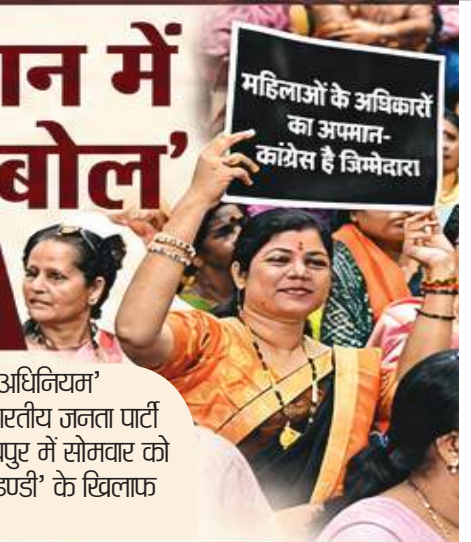 ान में
बोल’
महिलाओं के अधिकारों
का अपमान-
कांग्रेस है जिम्मेदारा
अधिनियम’
ारतीय जनता पार्टी
पुर में सोमवार को
ण्डी’ के खिलाफ